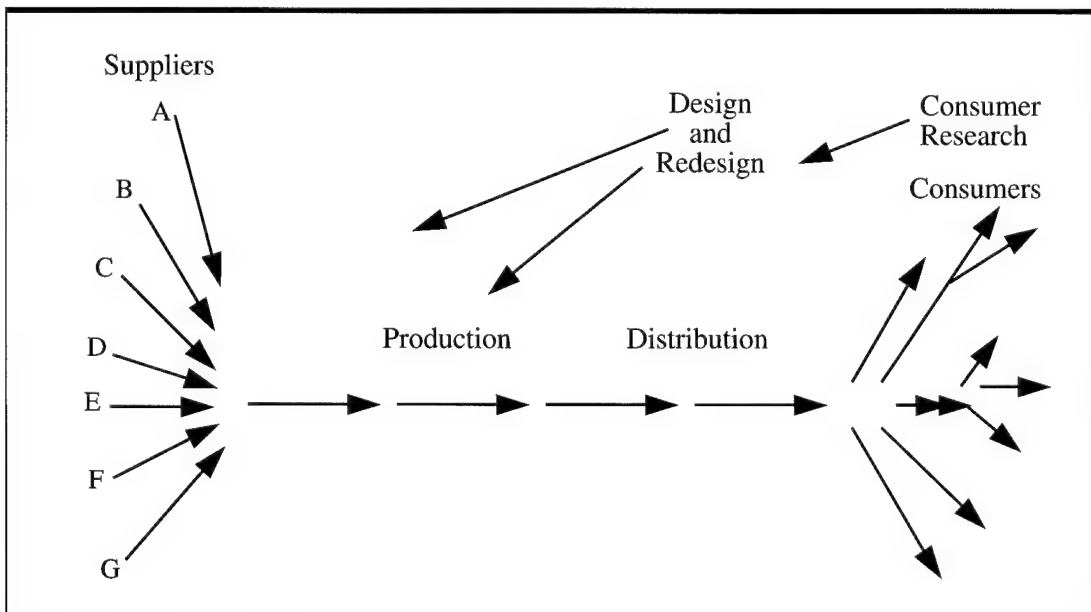 Suppliers
A
B
C
D
E
F
G
Design
and
Redesign
Consumer
Research
Consumers
Production
Distribution